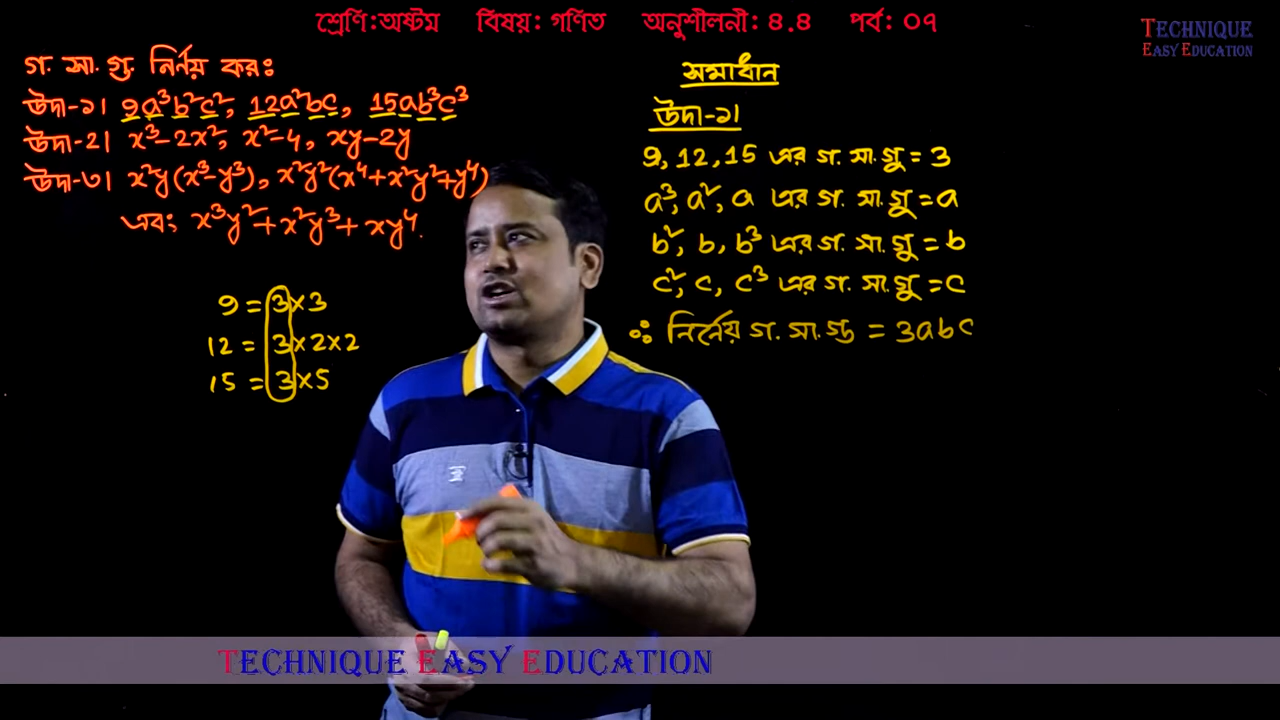 শ্রেণি:অষ্টম বিষয়: গণিত অনুশীলনী: ৪.৪ পর্ব: ০৭
TECHNIQUE
EASY EDUCATION
গ. সা. গু. নির্নয় করঃ
উদা-১। 9a³b²c², 12a²bc, 15ab³c³
উদা-2। x³-2x², x²-4, xy-2y
উদা-৩। x²y(x³-y³), x²y²(x⁴+x²y²+y⁴)
এবং x³y²+x²y³+xy⁴.
9 = 3×3
12 = 3×2×2
15 = 3×5
সমাধান
উদা-১।
9, 12, 15 এর গ. সা. গু = 3
a³, a², a এর গ. সা. গু = a
b², b, b³ এর গ. সা. গু = b
c², c, c³ এর গ. সা. গু = c
∴ নির্নেয় গ. সা. গু = 3abc
TECHNIQUE EASY EDUCATION